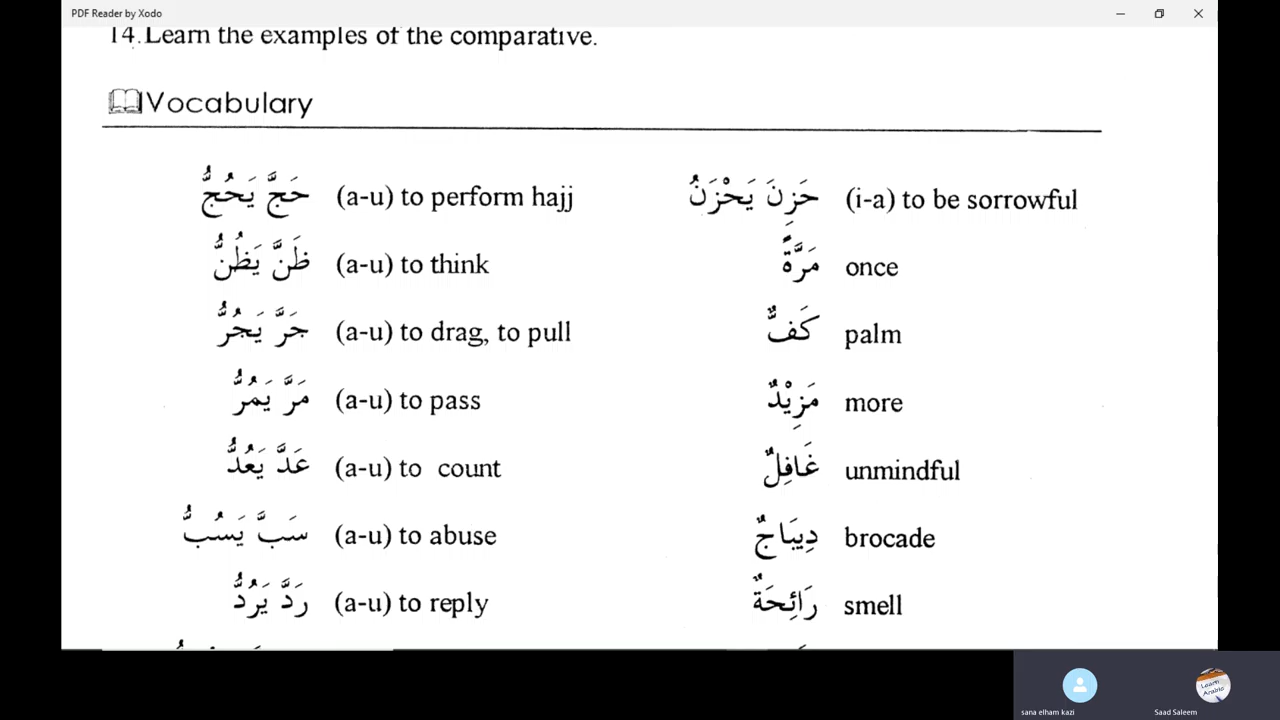 PDF Reader by Xodo
14. Learn the examples of the comparative.
Vocabulary
حَجَّ يَحُجُّ (a-u) to perform hajj
حَزِنَ يَحْزَنُ (i-a) to be sorrowful
ظَنَّ يَظُنُّ (a-u) to think
مَرَّةً once
جَرَّ يَجُرُّ (a-u) to drag, to pull
كَفٌّ palm
مَرَّ يَمُرُّ (a-u) to pass
مَزِيْدٌ more
عَدَّ يَعُدُّ (a-u) to count
غَافِلٌ unmindful
سَبَّ يَسُبُّ (a-u) to abuse
دِيبَاجٌ brocade
رَدَّ يَرُدُّ (a-u) to reply
رَائِحَةٌ smell
Learn
Arabic
sana elham kazi
Saad Saleem